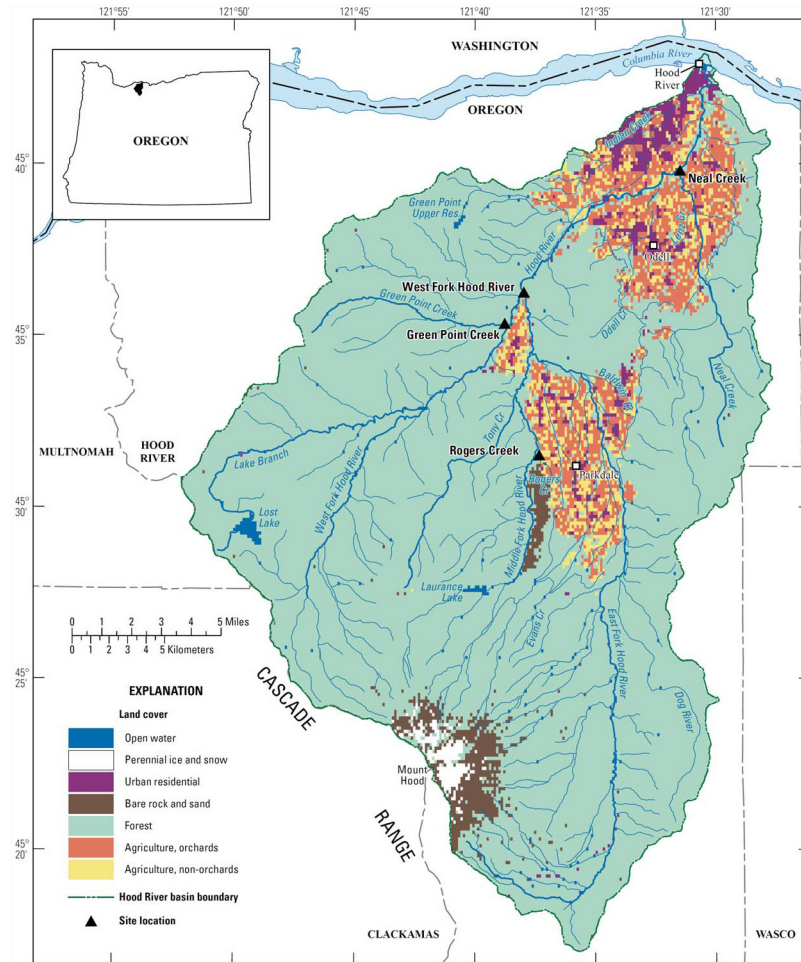 121°55'
121°50'
121°45'
121°40'
121°35'
121°30'
WASHINGTON
Columbia River
OREGON
Hood
River
OREGON
45°
40'
Indian Creek
Neal Creek
Green Point
Upper Res.
Lenz Cr
Hood River
Odell
West Fork Hood River
Green Point Creek
Odell Cr
35'
Green Point Creek
Neal Creek
Baldwin Cr
Tony Cr
MULTNOMAH
HOOD
RIVER
Lake Branch
West Fork Hood River
Rogers Creek
Rogers
Cr
Parkdale
30'
Lost
Lake
Middle Fork Hood River
Laurance
Lake
Evans Cr
East Fork Hood River
Dog River
0 1 2 3 4 5 Miles
0 1 2 3 4 5 Kilometers
25'
CASCADE
RANGE
EXPLANATION
Land cover
Open water
Perennial ice and snow
Urban residential
Bare rock and sand
Forest
Agriculture, orchards
Agriculture, non-orchards
Hood River basin boundary
Site location
Mount
Hood
45°
20'
CLACKAMAS
WASCO